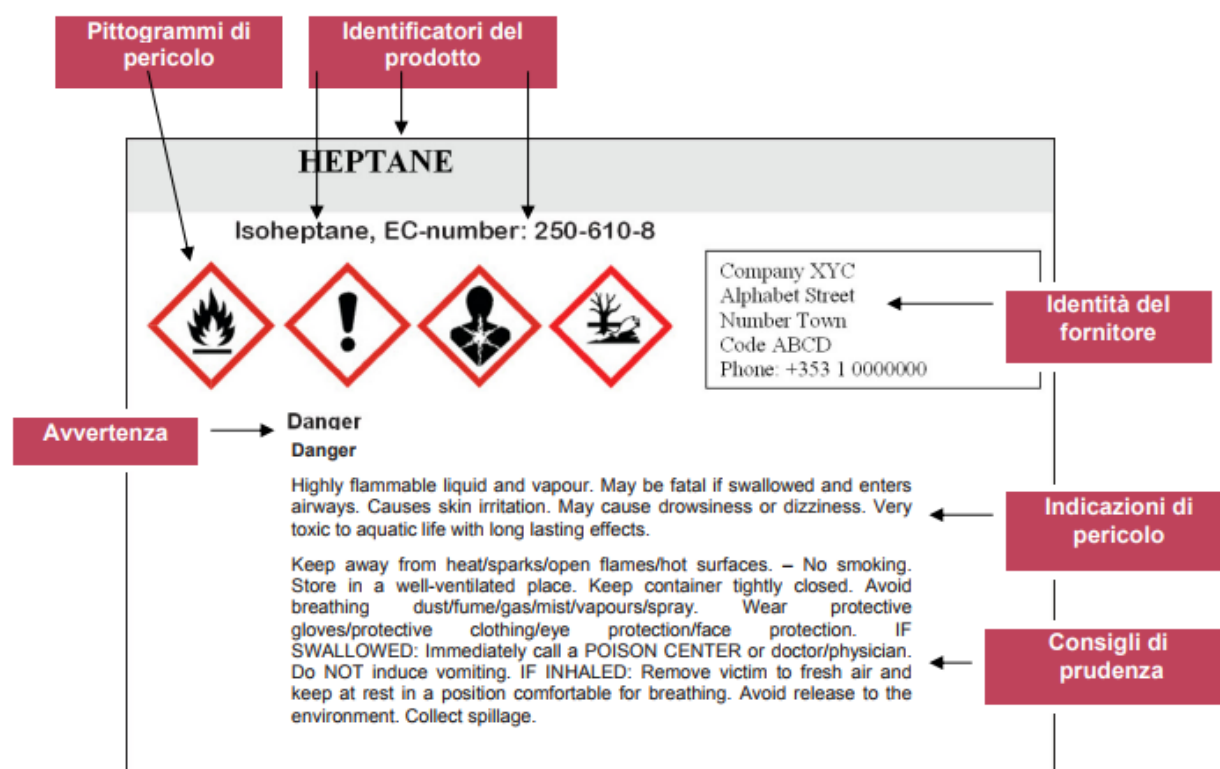 Pittogrammi di
pericolo
Identificatori del
prodotto
HEPTANE
Isoheptane, EC-number: 250-610-8
Company XYC
Alphabet Street
Number Town
Code ABCD
Phone: +353 1 0000000
Identità del
fornitore
Avvertenza
Danger
Danger
Highly flammable liquid and vapour. May be fatal if swallowed and enters
airways. Causes skin irritation. May cause drowsiness or dizziness. Very
toxic to aquatic life with long lasting effects.
Indicazioni di
pericolo
Keep away from heat/sparks/open flames/hot surfaces. – No smoking.
Store in a well-ventilated place. Keep container tightly closed. Avoid
breathing dust/fume/gas/mist/vapours/spray. Wear protective
gloves/protective clothing/eye protection/face protection. IF
SWALLOWED: Immediately call a POISON CENTER or doctor/physician.
Do NOT induce vomiting. IF INHALED: Remove victim to fresh air and
keep at rest in a position comfortable for breathing. Avoid release to the
environment. Collect spillage.
Consigli di
prudenza